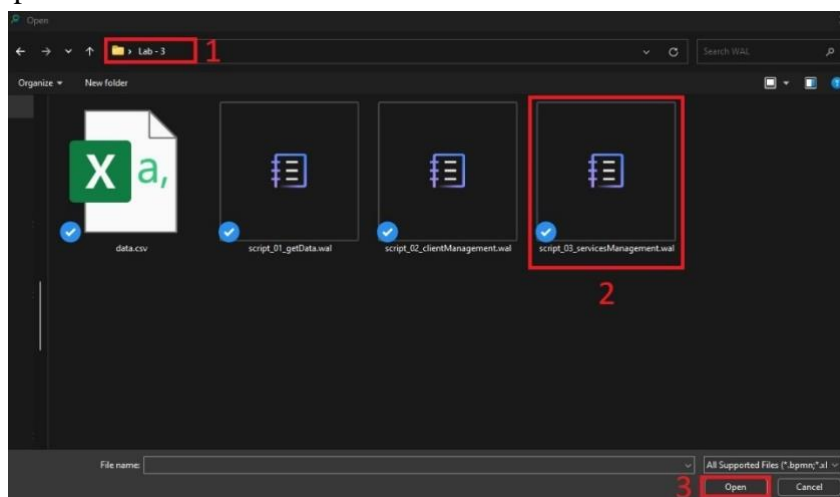 Open
Lab - 3
1
Search WAL
Organize
New folder
X a,
data.csv
script_01_getData.wal
script_02_clientManagement.wal
script_03_servicesManagement.wal
2
File name:
All Supported Files (*.bpmn;*.xl
3
Open
Cancel